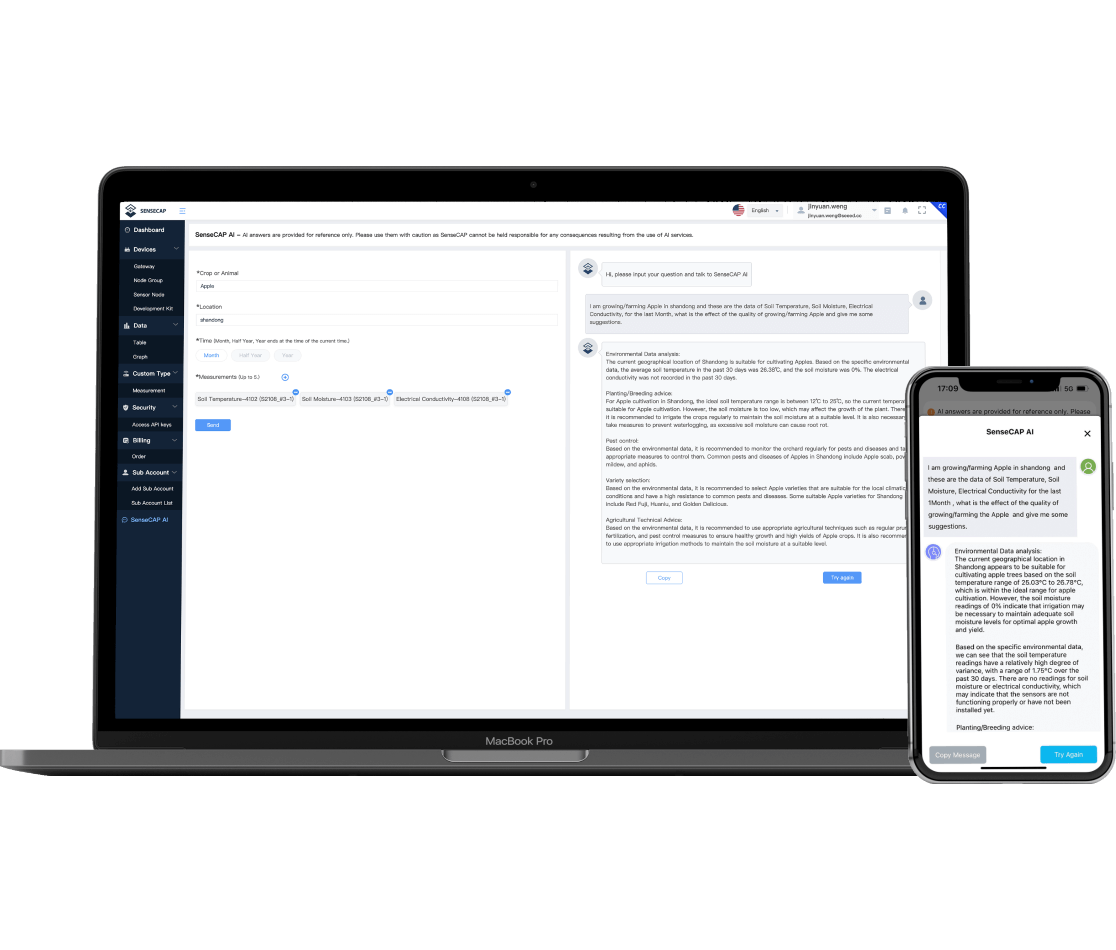 SENSECAP
English
jinyuan.weng
jinyuan.weng@seeed.cc
CC
Dashboard
Devices
Gateway
Node Group
Sensor Node
Development Kit
Data
Table
Graph
Custom Type
Measurement
Security
Access API keys
Billing
Order
Sub Account
Add Sub Account
Sub Account List
SenseCAP AI
SenseCAP AI – AI answers are provided for reference only. Please use them with caution as SenseCAP cannot be held responsible for any consequences resulting from the use of AI services.
*Crop or Animal
Apple
*Location
shandong
*Time (Month, Half Year, Year ends at the time of the current time.)
Month Half Year Year
*Measurements (Up to 5.)
Soil Temperature-4102 (S2108_#3-1) Soil Moisture-4103 (S2108_#3-1) Electrical Conductivity-4108 (S2108_#3-1)
Send
Hi, please input your question and talk to SenseCAP AI
I am growing/farming Apple in shandong and these are the data of Soil Temperature, Soil Moisture, Electrical
Conductivity, for the last Month, what is the effect of the quality of growing/farming Apple and give me some
suggestions.
Environmental Data analysis:
The current geographical location of Shandong is suitable for cultivating Apples. Based on the specific environmental
data, the average soil temperature in the past 30 days was 26.38℃, and the soil moisture was 0%. The electrical
conductivity was not recorded in the past 30 days.
Planting/Breeding advice:
For Apple cultivation in Shandong, the ideal soil temperature range is between 12℃ to 25℃, so the current temperat
suitable for Apple cultivation. However, the soil moisture is too low, which may affect the growth of the plant. There
it is recommended to irrigate the crops regularly to maintain the soil moisture at a suitable level. It is also necessar
take measures to prevent waterlogging, as excessive soil moisture can cause root rot.
Pest control:
Based on the environmental data, it is recommended to monitor the orchard regularly for pests and diseases and ta
appropriate measures to control them. Common pests and diseases of Apples in Shandong include Apple scab, pow
mildew, and aphids.
Variety selection:
Based on the environmental data, it is recommended to select Apple varieties that are suitable for the local climatic
conditions and have a high resistance to common pests and diseases. Some suitable Apple varieties for Shandong
include Red Fuji, Huaniu, and Golden Delicious.
Agricultural Technical Advice:
Based on the environmental data, it is recommended to use appropriate agricultural techniques such as regular prun
fertilization, and pest control measures to ensure healthy growth and high yields of Apple crops. It is also recommen
to use appropriate irrigation methods to maintain the soil moisture at a suitable level.
Copy
Try again
MacBook Pro
17:09
5G
AI answers are provided for reference only. Please
SenseCAP AI
I am growing/farming Apple in shandong and
these are the data of Soil Temperature, Soil
Moisture, Electrical Conductivity for the last
1Month , what is the effect of the quality of
growing/farming the Apple and give me some
suggestions.
Environmental Data analysis:
The current geographical location in
Shandong appears to be suitable for
cultivating apple trees based on the soil
temperature range of 25.03°C to 26.78°C,
which is within the ideal range for apple
cultivation. However, the soil moisture
readings of 0% indicate that irrigation may
be necessary to maintain adequate soil
moisture levels for optimal apple growth
and yield.
Based on the specific environmental data,
we can see that the soil temperature
readings have a relatively high degree of
variance, with a range of 1.75°C over the
past 30 days. There are no readings for soil
moisture or electrical conductivity, which
may indicate that the sensors are not
functioning properly or have not been
installed yet.
Planting/Breeding advice:
Copy Message
Try Again